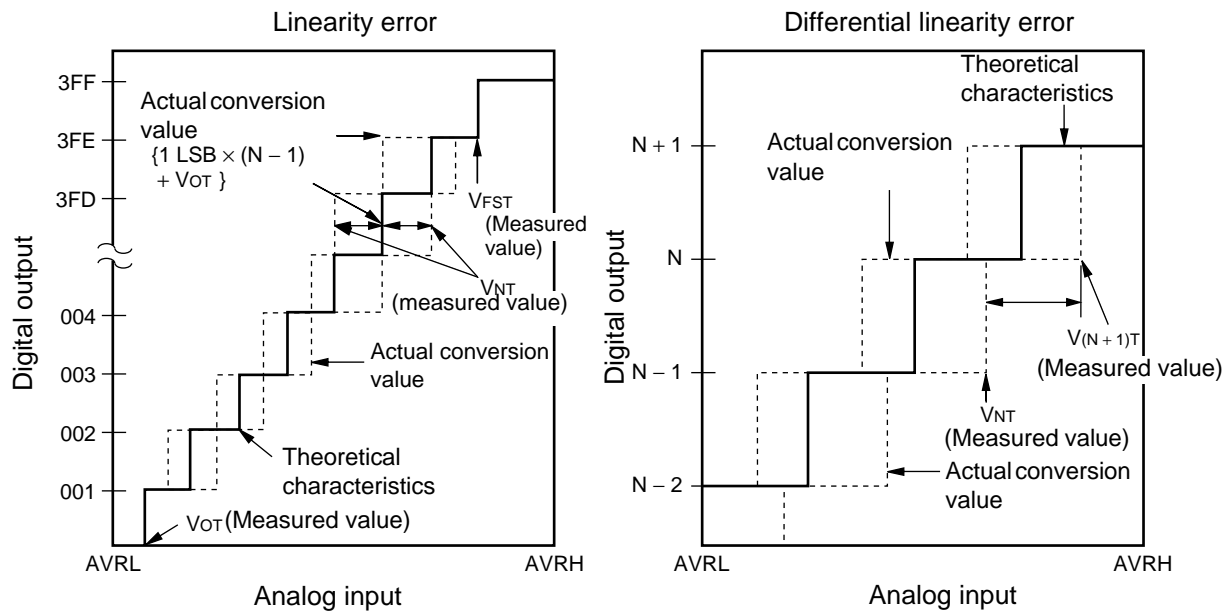 Linearity error
3FF
3FE
3FD
004
003
002
001
Digital output
Actual conversion
value
{1 LSB × (N − 1)
+ VOT }
VFST
(Measured
value)
VNT
(measured value)
Actual conversion
value
Theoretical
characteristics
VOT (Measured value)
AVRL
AVRH
Analog input
Differential linearity error
N + 1
N
N − 1
N − 2
Digital output
Theoretical
characteristics
Actual conversion
value
V(N + 1)T
(Measured value)
VNT
(Measured value)
Actual conversion
value
AVRL
AVRH
Analog input